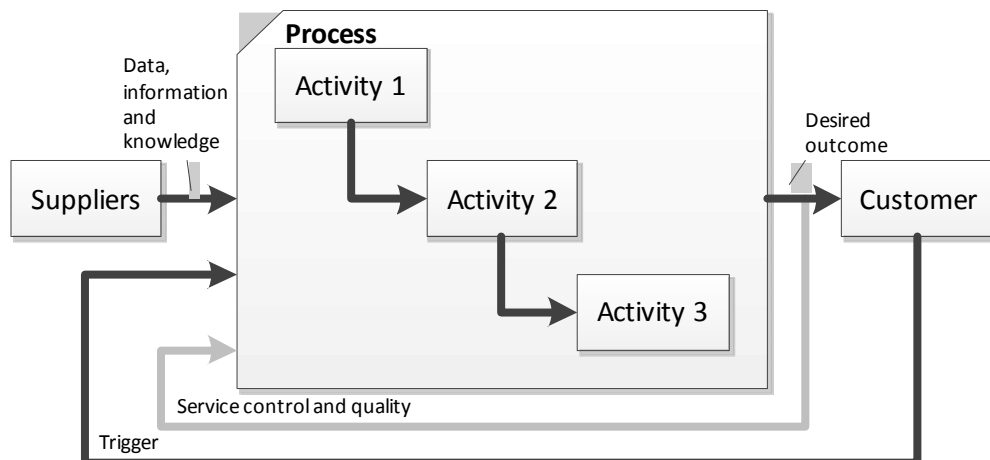 Process
Data,
information
and
knowledge
Activity 1
Desired
outcome
Suppliers
Activity 2
Customer
Activity 3
Service control and quality
Trigger